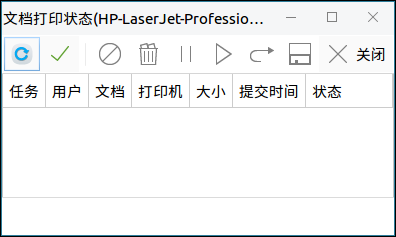 文档打印状态(HP-LaserJet-Professio...
关闭
任务 用户 文档 打印机 大小 提交时间 状态